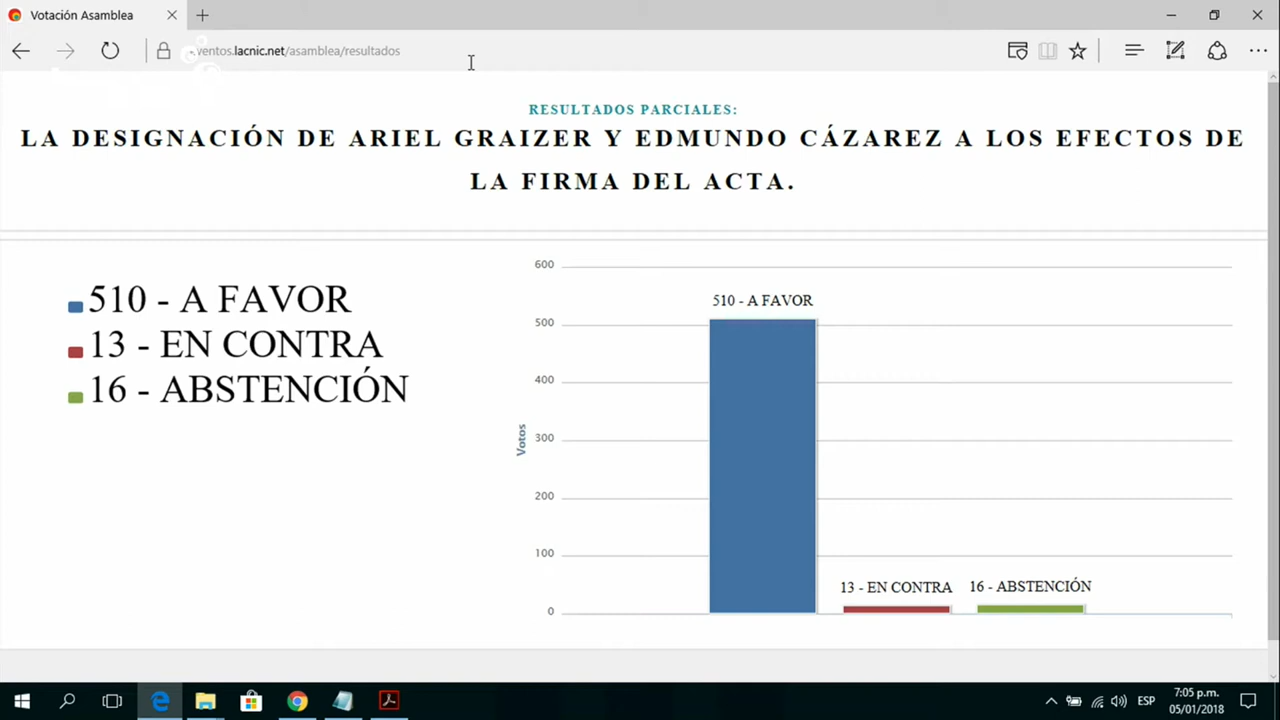 Votación Asamblea
ventos.lacnic.net/asamblea/resultados
RESULTADOS PARCIALES:
LA DESIGNACIÓN DE ARIEL GRAIZER Y EDMUNDO CÁZAREZ A LOS EFECTOS DE
LA FIRMA DEL ACTA.
510 - A FAVOR
13 - EN CONTRA
16 - ABSTENCIÓN
Votos
600
500
400
300
200
100
0
510 - A FAVOR
13 - EN CONTRA
16 - ABSTENCIÓN
ESP
7:05 p.m.
05/01/2018